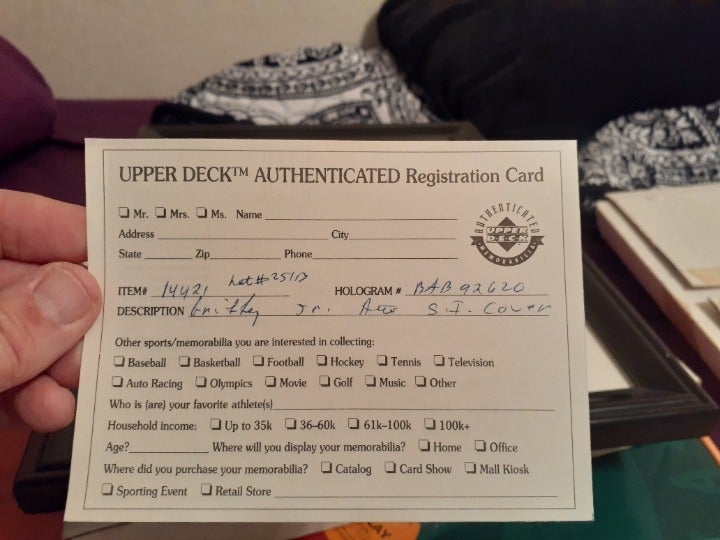 UPPER DECK™ AUTHENTICATED Registration Card
☐ Mr. ☐ Mrs. ☐ Ms. Name
Address City
State Zip Phone
AUTHENTICATED
UPPER
DECK
MEMORABILIA
Lot# 25113
ITEM# 14421 HOLOGRAM # BAB 92620
DESCRIPTION Griffey Jr. Auto S.I. Cover
Other sports/memorabilia you are interested in collecting:
☐ Baseball ☐ Basketball ☐ Football ☐ Hockey ☐ Tennis ☐ Television
☐ Auto Racing ☐ Olympics ☐ Movie ☐ Golf ☐ Music ☐ Other
Who is (are) your favorite athlete(s)
Household income: ☐ Up to 35k ☐ 36–60k ☐ 61k–100k ☐ 100k+
Age? Where will you display your memorabilia? ☐ Home ☐ Office
Where did you purchase your memorabilia? ☐ Catalog ☐ Card Show ☐ Mall Kiosk
☐ Sporting Event ☐ Retail Store